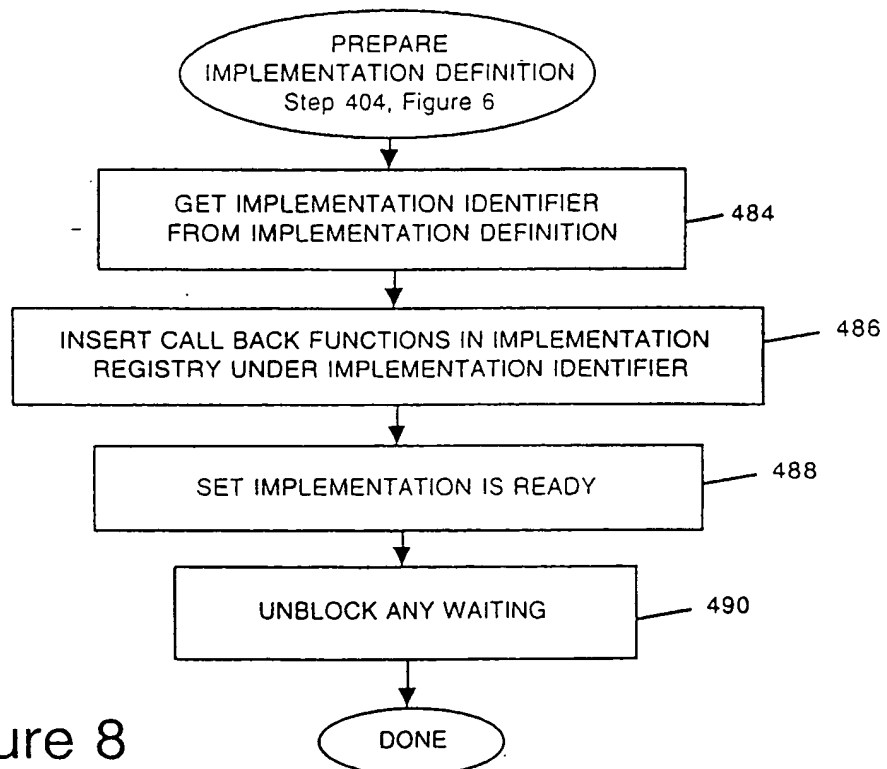 PREPARE
IMPLEMENTATION DEFINITION
Step 404, Figure 6
GET IMPLEMENTATION IDENTIFIER
FROM IMPLEMENTATION DEFINITION
484
INSERT CALL BACK FUNCTIONS IN IMPLEMENTATION
REGISTRY UNDER IMPLEMENTATION IDENTIFIER
486
SET IMPLEMENTATION IS READY
488
UNBLOCK ANY WAITING
490
DONE
ure 8